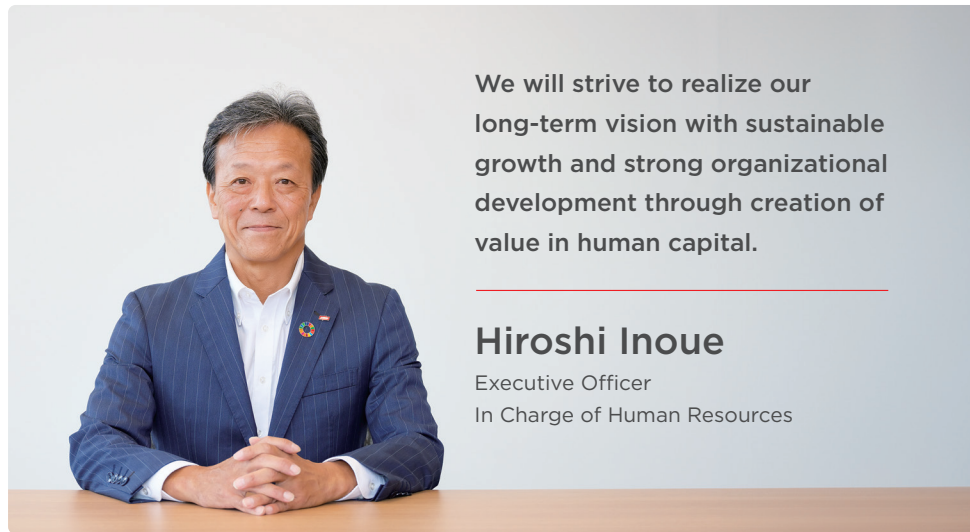 We will strive to realize our
long-term vision with sustainable
growth and strong organizational
development through creation of
value in human capital.
Hiroshi Inoue
Executive Officer
In Charge of Human Resources